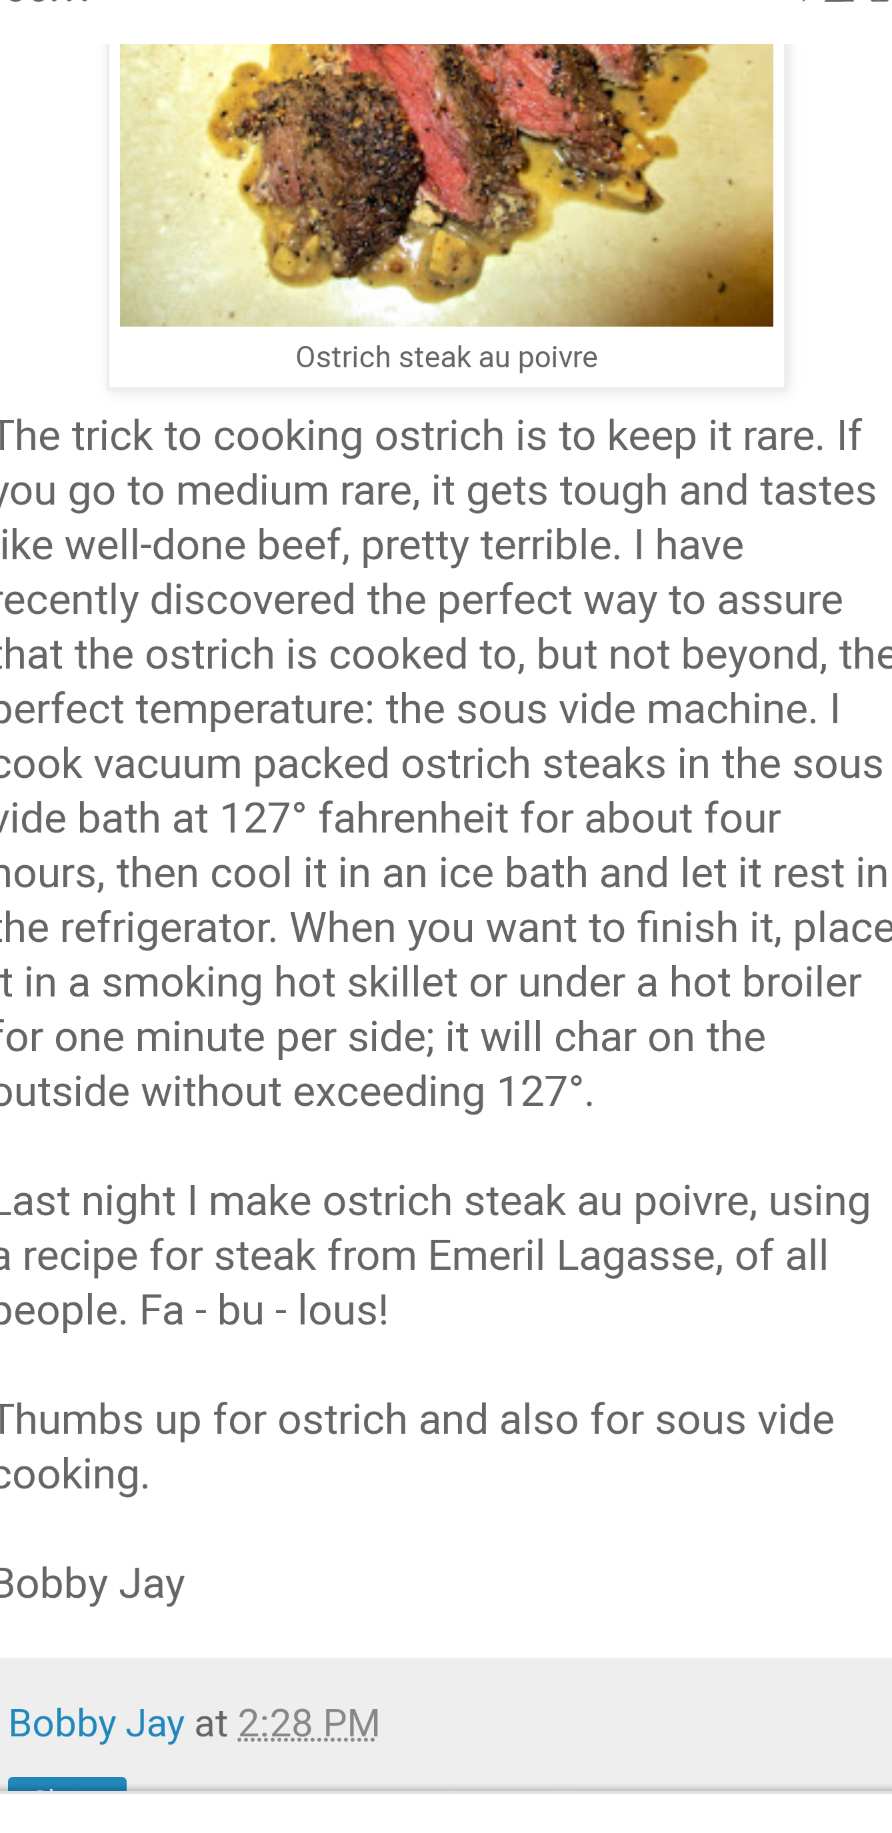 Ostrich steak au poivre
The trick to cooking ostrich is to keep it rare. If
you go to medium rare, it gets tough and tastes
like well-done beef, pretty terrible. I have
recently discovered the perfect way to assure
that the ostrich is cooked to, but not beyond, the
perfect temperature: the sous vide machine. I
cook vacuum packed ostrich steaks in the sous
vide bath at 127° fahrenheit for about four
hours, then cool it in an ice bath and let it rest in
the refrigerator. When you want to finish it, place
it in a smoking hot skillet or under a hot broiler
for one minute per side; it will char on the
outside without exceeding 127°.
Last night I make ostrich steak au poivre, using
a recipe for steak from Emeril Lagasse, of all
people. Fa - bu - lous!
Thumbs up for ostrich and also for sous vide
cooking.
Bobby Jay
Bobby Jay at 2:28 PM